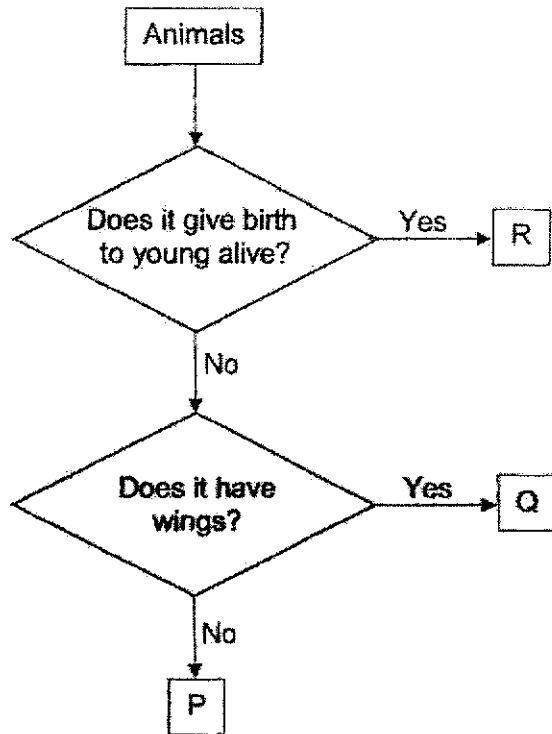 Animals
Does it give birth
to young alive?
Yes
R
No
Does it have
wings?
Yes
Q
No
P